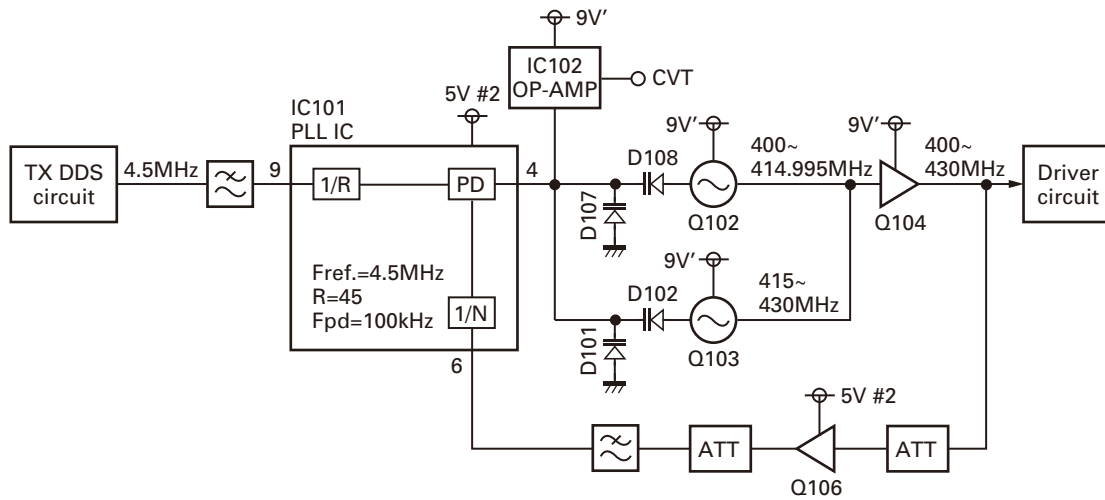 9V’
IC102
OP-AMP
CVT
5V #2
IC101
PLL IC
9V’
9V’
TX DDS
circuit
4.5MHz
9
1/R
PD
4
D108
400~
414.995MHz
400~
430MHz
Driver
circuit
D107
Q102
Q104
9V’
Fref.=4.5MHz
R=45
Fpd=100kHz
1/N
D102
415~
430MHz
D101
Q103
6
5V #2
ATT
ATT
Q106